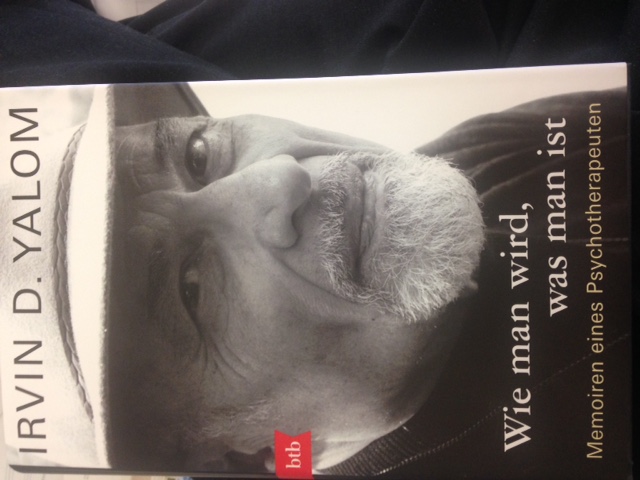 IRVIN D. YALOM
btb
Wie man wird,
was man ist
Memoiren eines Psychotherapeuten